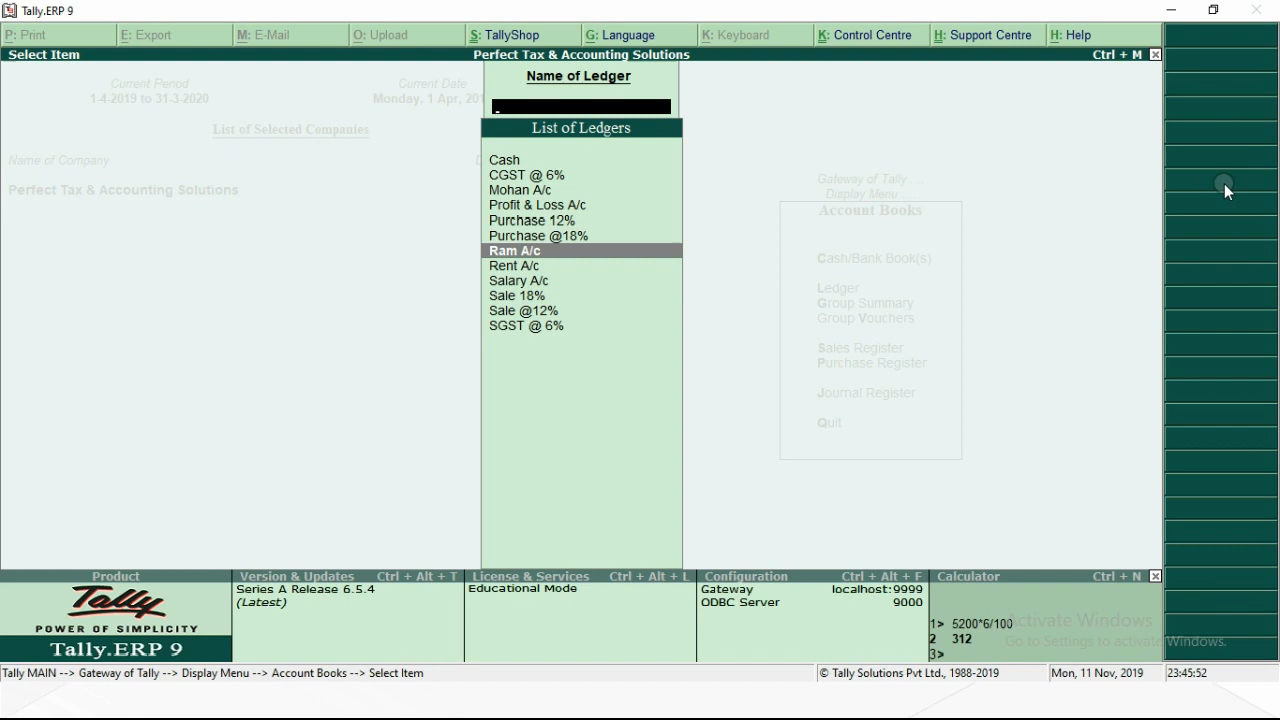 Tally.ERP 9
P: Print
E: Export
M: E-Mail
O: Upload
S: TallyShop
G: Language
K: Keyboard
K: Control Centre
H: Support Centre
H: Help
Select Item
Perfect Tax & Accounting Solutions
Ctrl + M
Current Period
1-4-2019 to 31-3-2020
Current Date
Monday, 1 Apr, 201
List of Selected Companies
Name of Company
Perfect Tax & Accounting Solutions
Name of Ledger
List of Ledgers
Cash
CGST @ 6%
Mohan A/c
Profit & Loss A/c
Purchase 12%
Purchase @18%
Ram A/c
Rent A/c
Salary A/c
Sale 18%
Sale @12%
SGST @ 6%
Gateway of Tally ....
Display Menu ......
Account Books
Cash/Bank Book(s)
Ledger
Group Summary
Group Vouchers
Sales Register
Purchase Register
Journal Register
Quit
Product
Tally
POWER OF SIMPLICITY
Tally.ERP 9
Version & Updates Ctrl + Alt + T
Series A Release 6.5.4
(Latest)
License & Services Ctrl + Alt + L
Educational Mode
Configuration Ctrl + Alt + F
Gateway localhost:9999
ODBC Server 9000
Calculator Ctrl + N
1> 5200*6/100
2 312
3>
Activate Windows
Go to Settings to activate Windows.
Tally MAIN --> Gateway of Tally --> Display Menu --> Account Books --> Select Item
© Tally Solutions Pvt Ltd., 1988-2019
Mon, 11 Nov, 2019
23:45:52